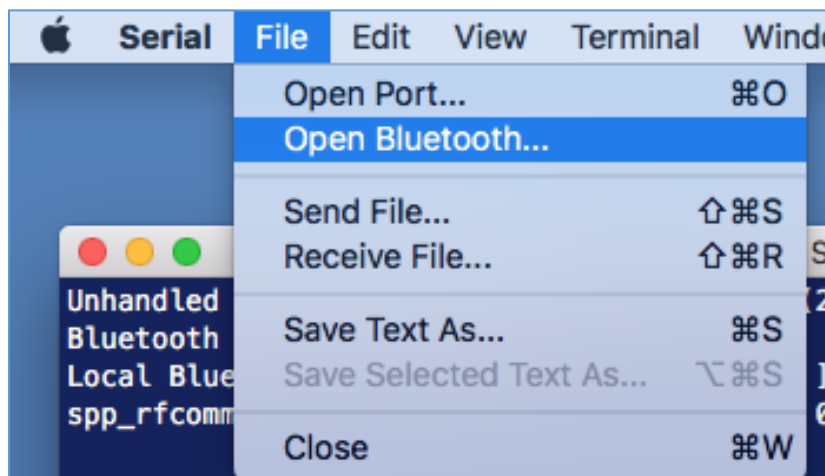 Serial File Edit View Terminal
Open Port... ⌘O
Open Bluetooth...
Send File... ⇧⌘S
Receive File... ⇧⌘R
Save Text As... ⌘S
Save Selected Text As... ⌥⌘S
Close ⌘W
Unhandled
Bluetooth
Local Blue
spp_rfcomm